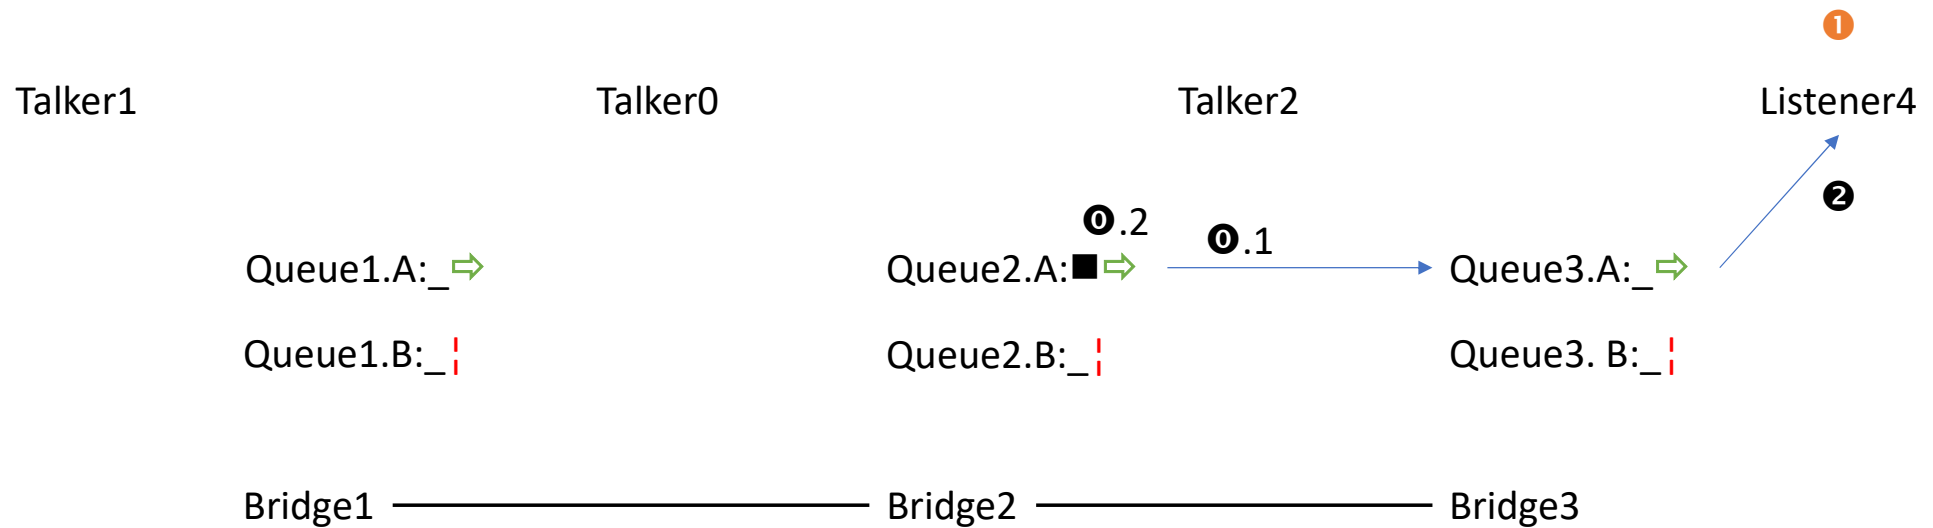 ❶
Talker1 Talker0 Talker2 Listener4
❷
⓿.2
⓿.1
Queue1.A:_ Queue2.A:■ Queue3.A:_
Queue1.B:_ Queue2.B:_ Queue3. B:_
Bridge1 Bridge2 Bridge3